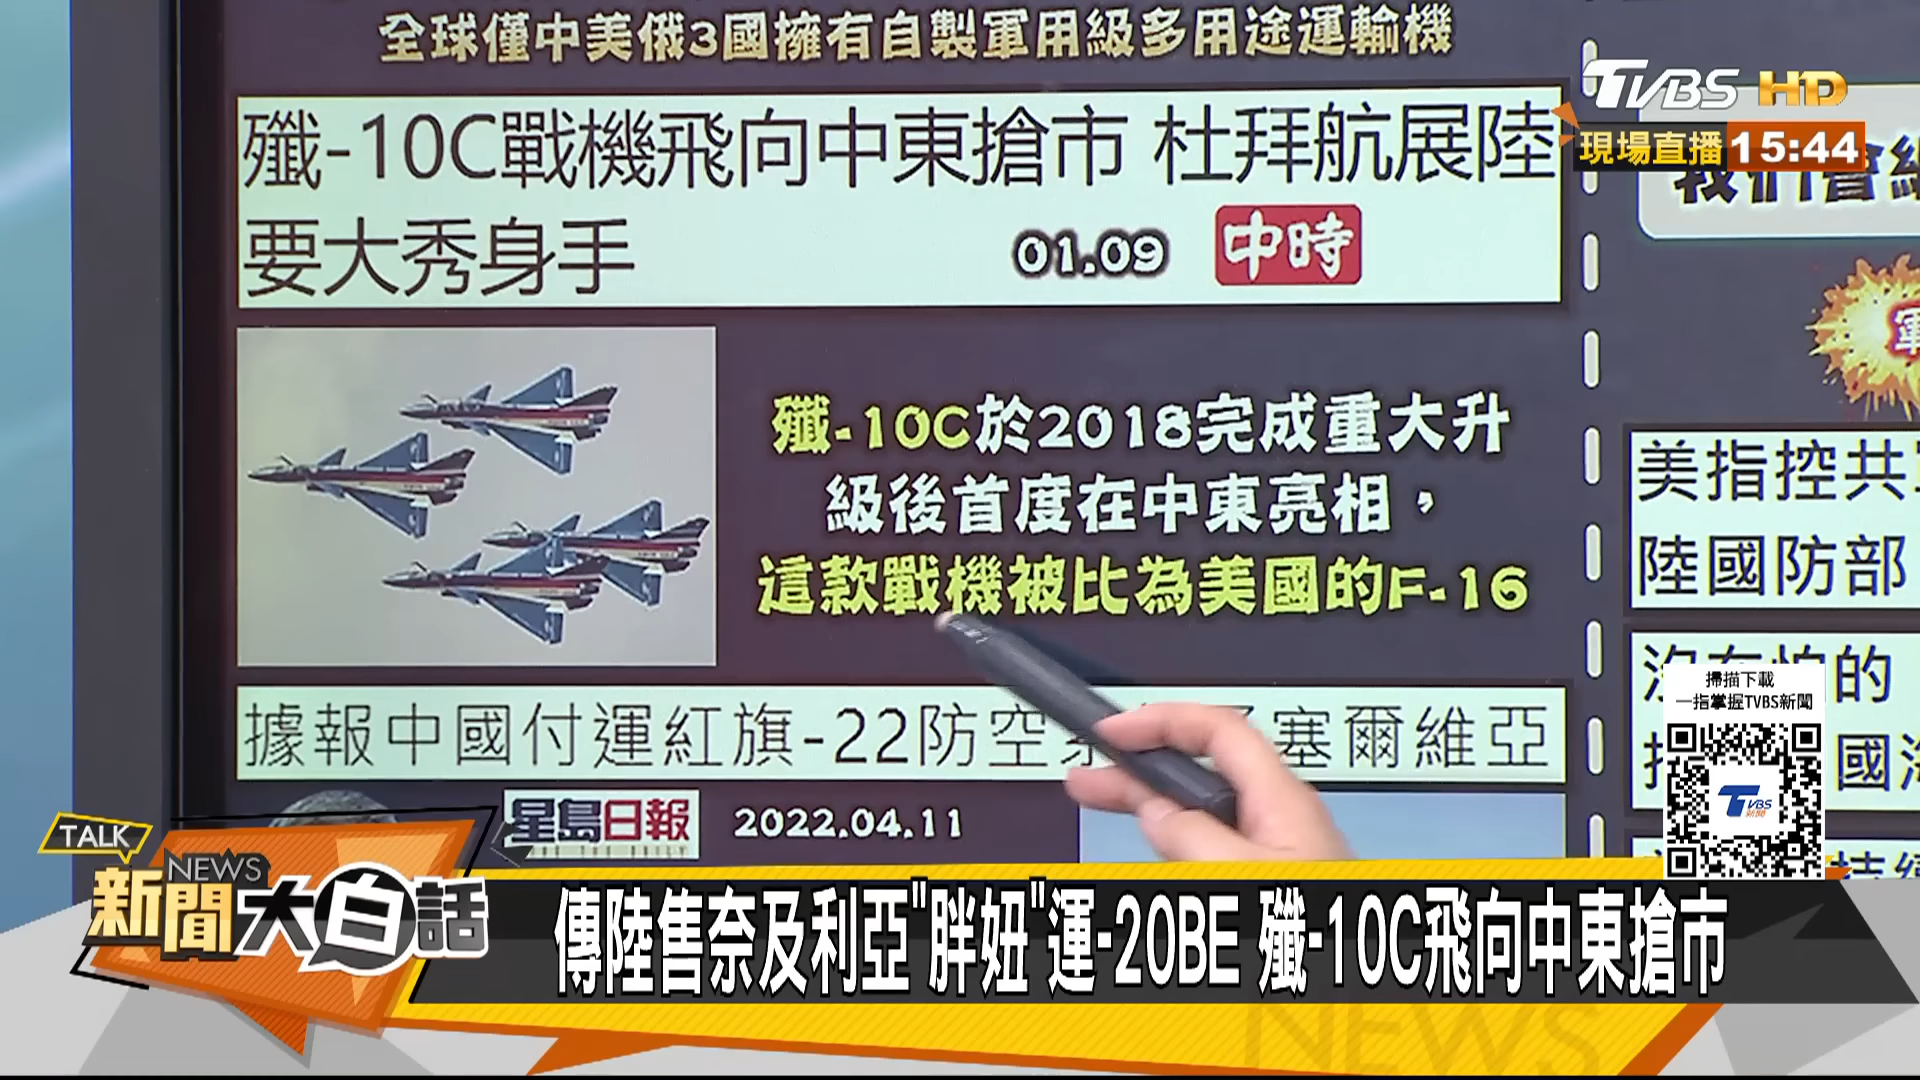 全球僅中美俄3國擁有自製軍用級多用途運輸機
TVBS HD
現場直播 15:44
殲-10C戰機飛向中東搶市 杜拜航展陸
要大秀身手
01.09 中時
我們會
殲-10C於2018完成重大升
級後首度在中東亮相，
這款戰機被比為美國的F-16
美指控共
陸國防部
的
國
掃描下載
一指掌握TVBS新聞
TVBS
新聞
據報中國付運紅旗-22防空 塞爾維亞
星島日報 2022.04.11
TALK
NEWS
新聞大白話
傳陸售奈及利亞"胖妞"運-20BE 殲-10C飛向中東搶市
NEWS